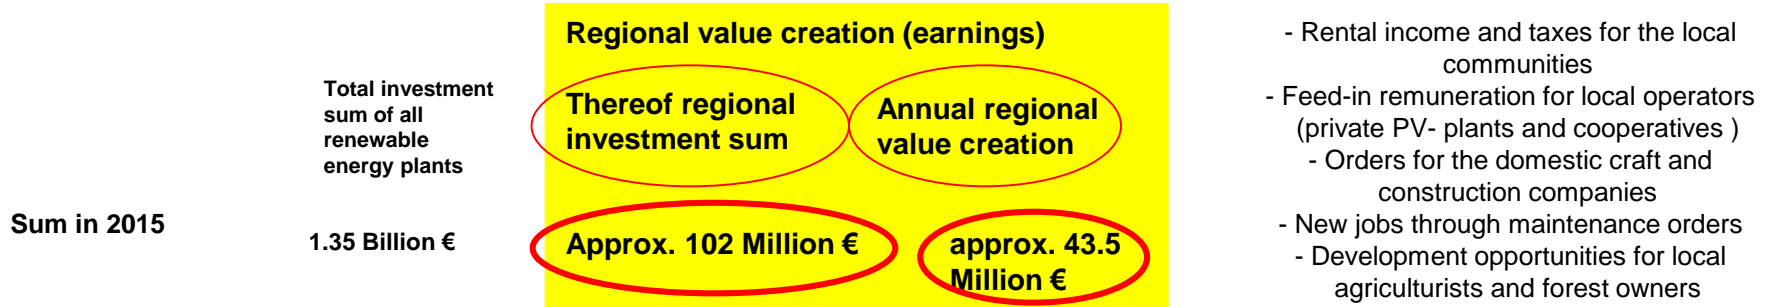 Regional value creation (earnings)
Total investment
sum of all
renewable
energy plants
Thereof regional
investment sum
Annual regional
value creation
Sum in 2015
1.35 Billion €
Approx. 102 Million €
approx. 43.5
Million €
- Rental income and taxes for the local
communities
- Feed-in remuneration for local operators
(private PV- plants and cooperatives )
- Orders for the domestic craft and
construction companies
- New jobs through maintenance orders
- Development opportunities for local
agriculturists and forest owners